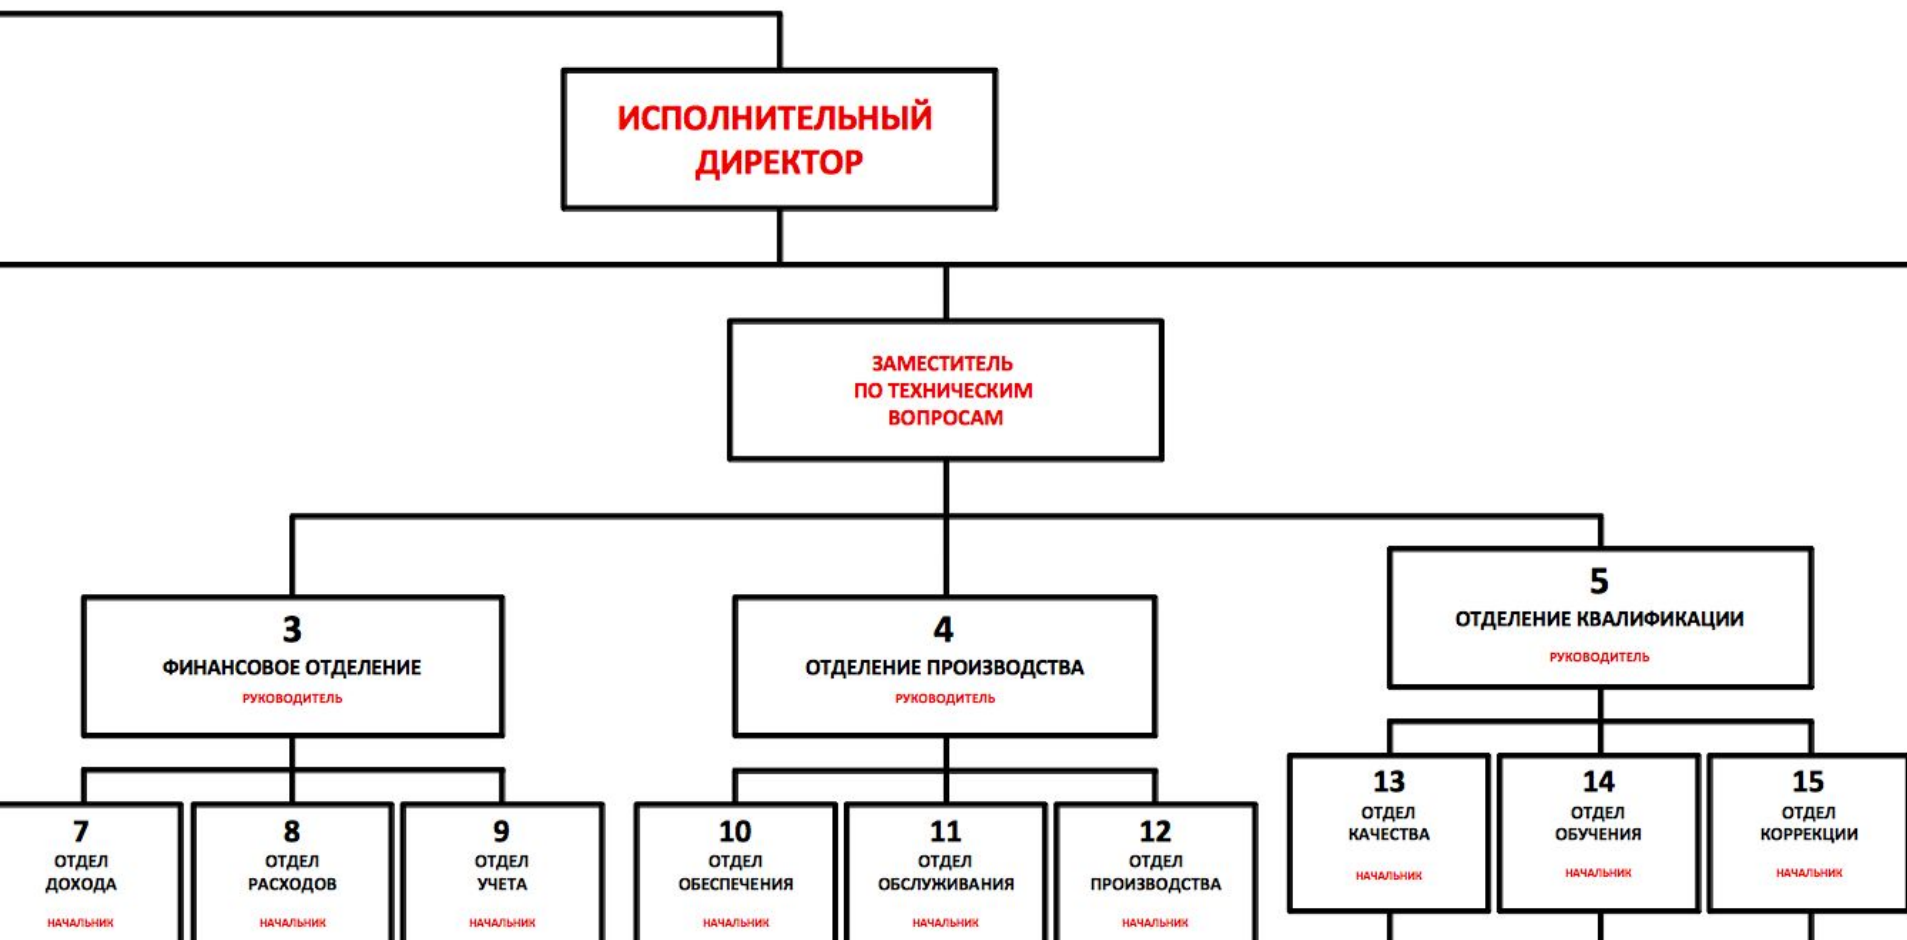 ИСПОЛНИТЕЛЬНЫЙ
ДИРЕКТОР
ЗАМЕСТИТЕЛЬ
ПО ТЕХНИЧЕСКИМ
ВОПРОСАМ
3
ФИНАНСОВОЕ ОТДЕЛЕНИЕ
РУКОВОДИТЕЛЬ
4
ОТДЕЛЕНИЕ ПРОИЗВОДСТВА
РУКОВОДИТЕЛЬ
5
ОТДЕЛЕНИЕ КВАЛИФИКАЦИИ
РУКОВОДИТЕЛЬ
7
ОТДЕЛ
ДОХОДА
НАЧАЛЬНИК
8
ОТДЕЛ
РАСХОДОВ
НАЧАЛЬНИК
9
ОТДЕЛ
УЧЕТА
НАЧАЛЬНИК
10
ОТДЕЛ
ОБЕСПЕЧЕНИЯ
НАЧАЛЬНИК
11
ОТДЕЛ
ОБСЛУЖИВАНИЯ
НАЧАЛЬНИК
12
ОТДЕЛ
ПРОИЗВОДСТВА
НАЧАЛЬНИК
13
ОТДЕЛ
КАЧЕСТВА
НАЧАЛЬНИК
14
ОТДЕЛ
ОБУЧЕНИЯ
НАЧАЛЬНИК
15
ОТДЕЛ
КОРРЕКЦИИ
НАЧАЛЬНИК